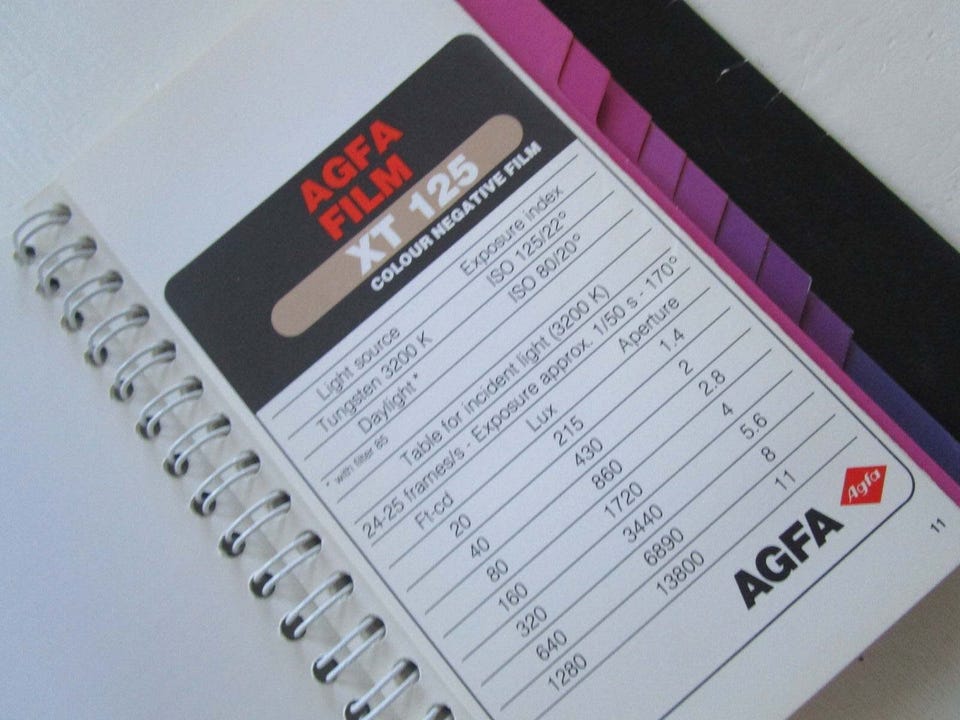 AGFA
FILM
XT 125
COLOUR NEGATIVE FILM
Light source Exposure index
Tungsten 3200 K ISO 125/22°
Daylight* ISO 80/20°
* with filter 85
Table for incident light (3200 K)
24-25 frames/s - Exposure approx. 1/50 s - 170°
Ft-cd Lux Aperture
20 215 1.4
40 430 2
80 860 2.8
160 1720 4
320 3440 5.6
640 6890 8
1280 13800 11
AGFA Agfa
11